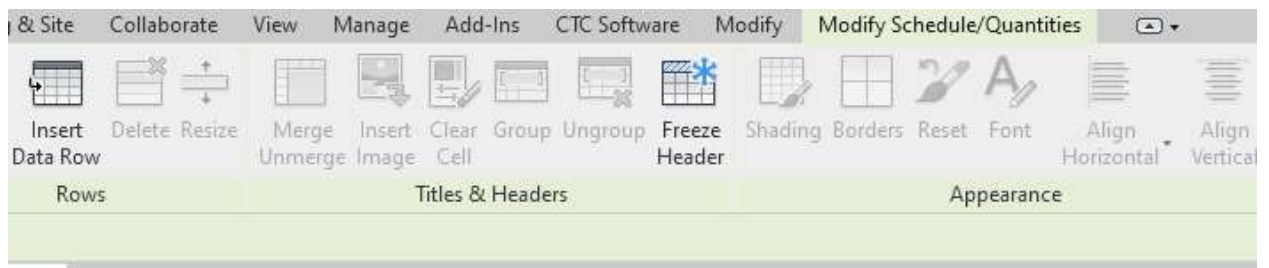 & Site Collaborate View Manage Add-Ins CTC Software Modify Modify Schedule/Quantities
Insert Delete Resize Merge Insert Clear Group Ungroup Freeze Shading Borders Reset Font Align Align
Data Row Unmerge Image Cell Header Horizontal Vertical
Rows Titles & Headers Appearance